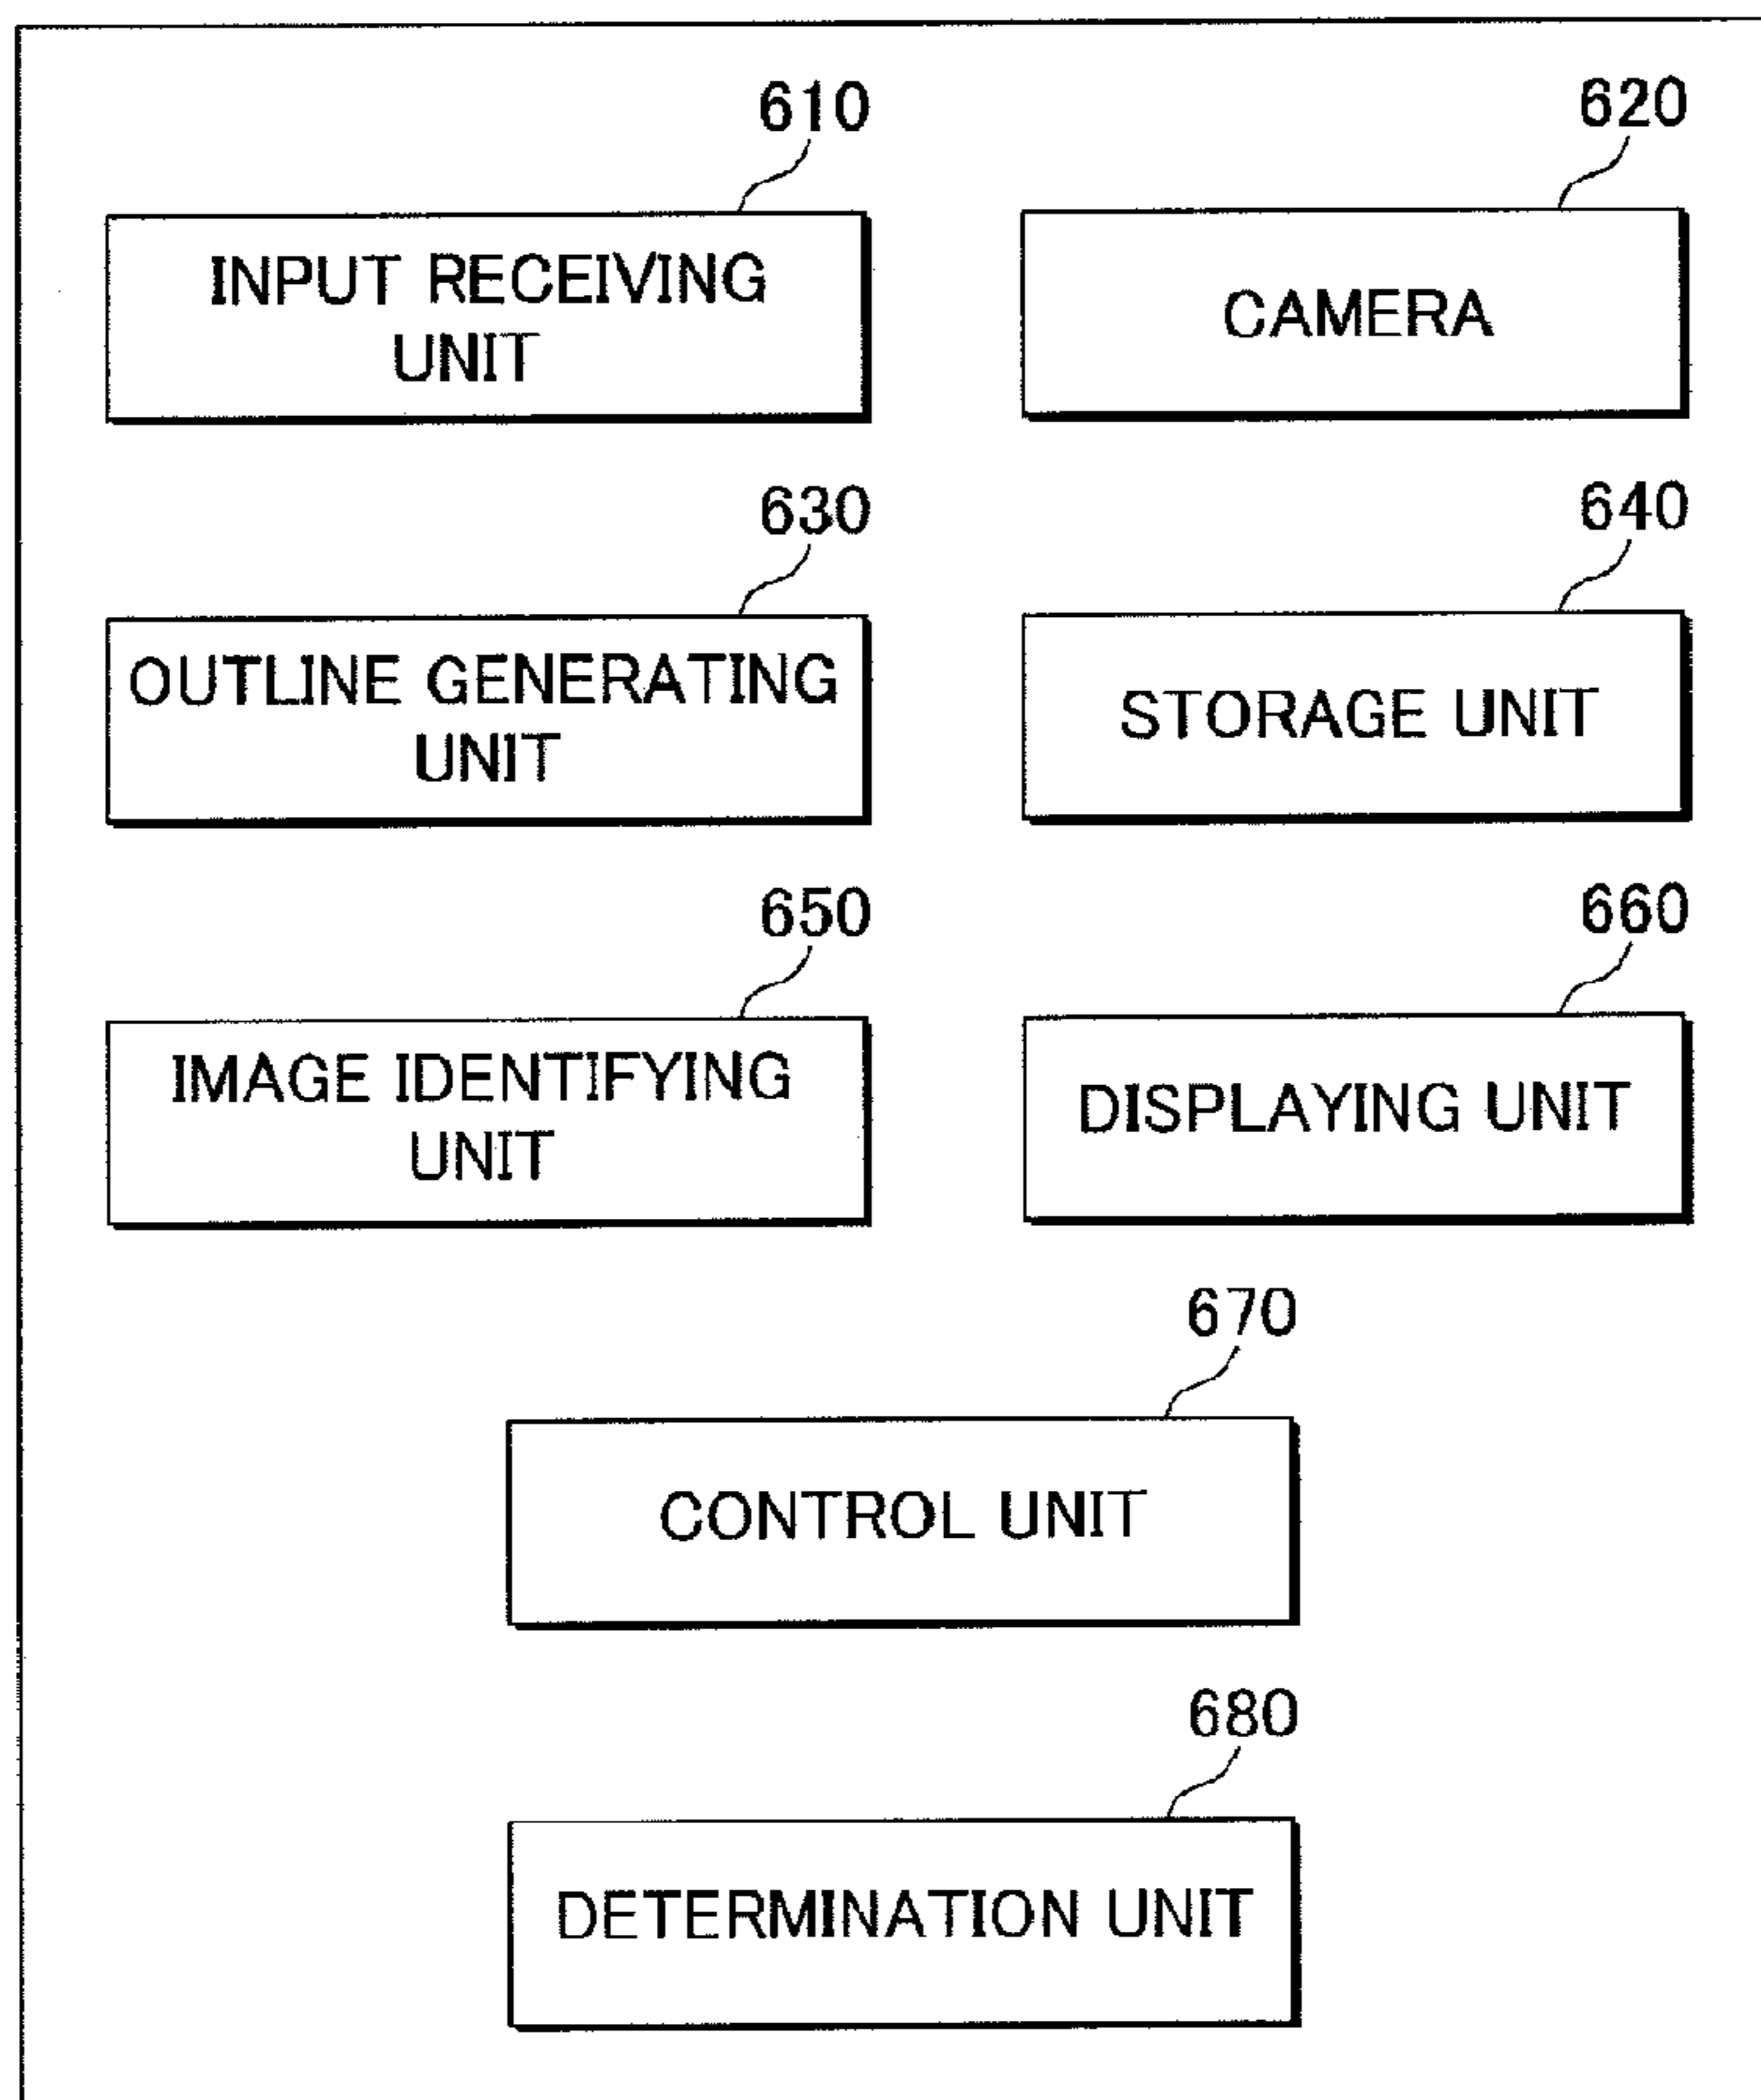 610
620
INPUT RECEIVING
UNIT
CAMERA
630
640
OUTLINE GENERATING
UNIT
STORAGE UNIT
650
660
IMAGE IDENTIFYING
UNIT
DISPLAYING UNIT
670
CONTROL UNIT
680
DETERMINATION UNIT